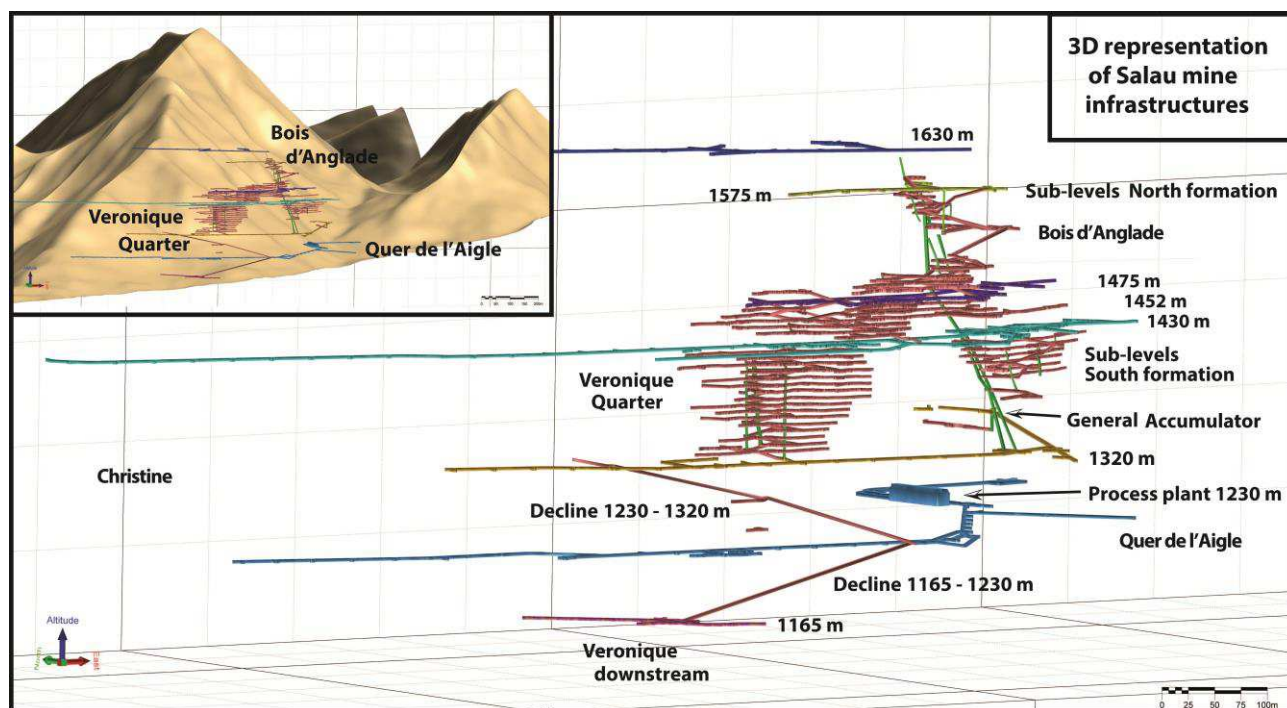 3D representation
of Salau mine
infrastructures
Bois
d'Anglade
Veronique
Quarter
Quer de l'Aigle
1630 m
1575 m
Sub-levels North formation
Bois d'Anglade
1475 m
1452 m
1430 m
Sub-levels
South formation
Veronique
Quarter
General Accumulator
Christine
1320 m
Decline 1230 - 1320 m
Process plant 1230 m
Quer de l'Aigle
Decline 1165 - 1230 m
1165 m
Veronique
downstream
Altitude
East
0 25 50 75 100m